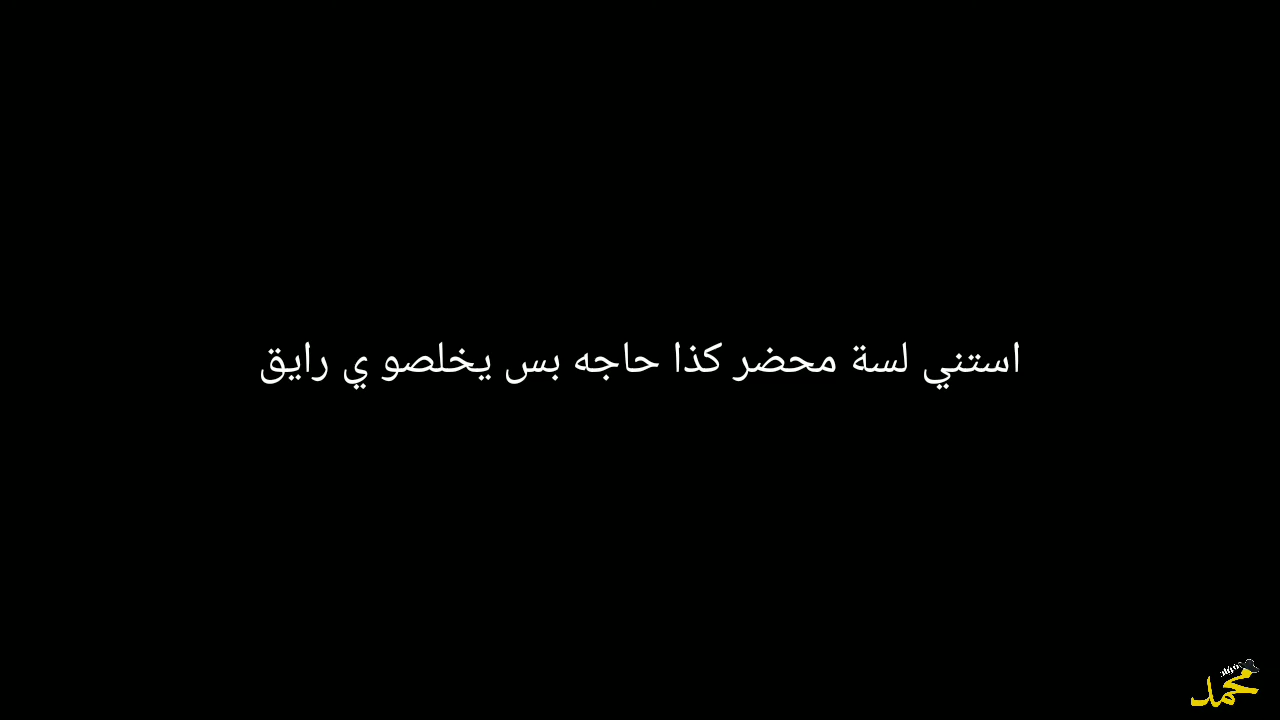 استني لسة محضر كذا حاجه بس يخلصو ي رايق
محمد